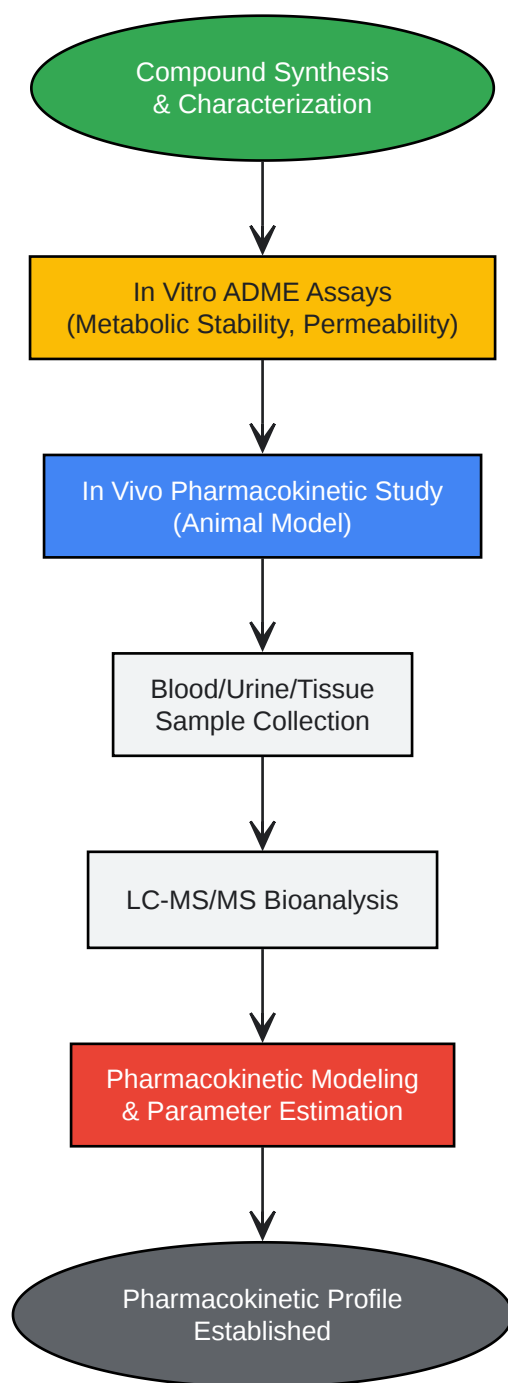 Compound Synthesis
& Characterization
In Vitro ADME Assays
(Metabolic Stability, Permeability)
In Vivo Pharmacokinetic Study
(Animal Model)
Blood/Urine/Tissue
Sample Collection
LC-MS/MS Bioanalysis
Pharmacokinetic Modeling
& Parameter Estimation
Pharmacokinetic Profile
Established